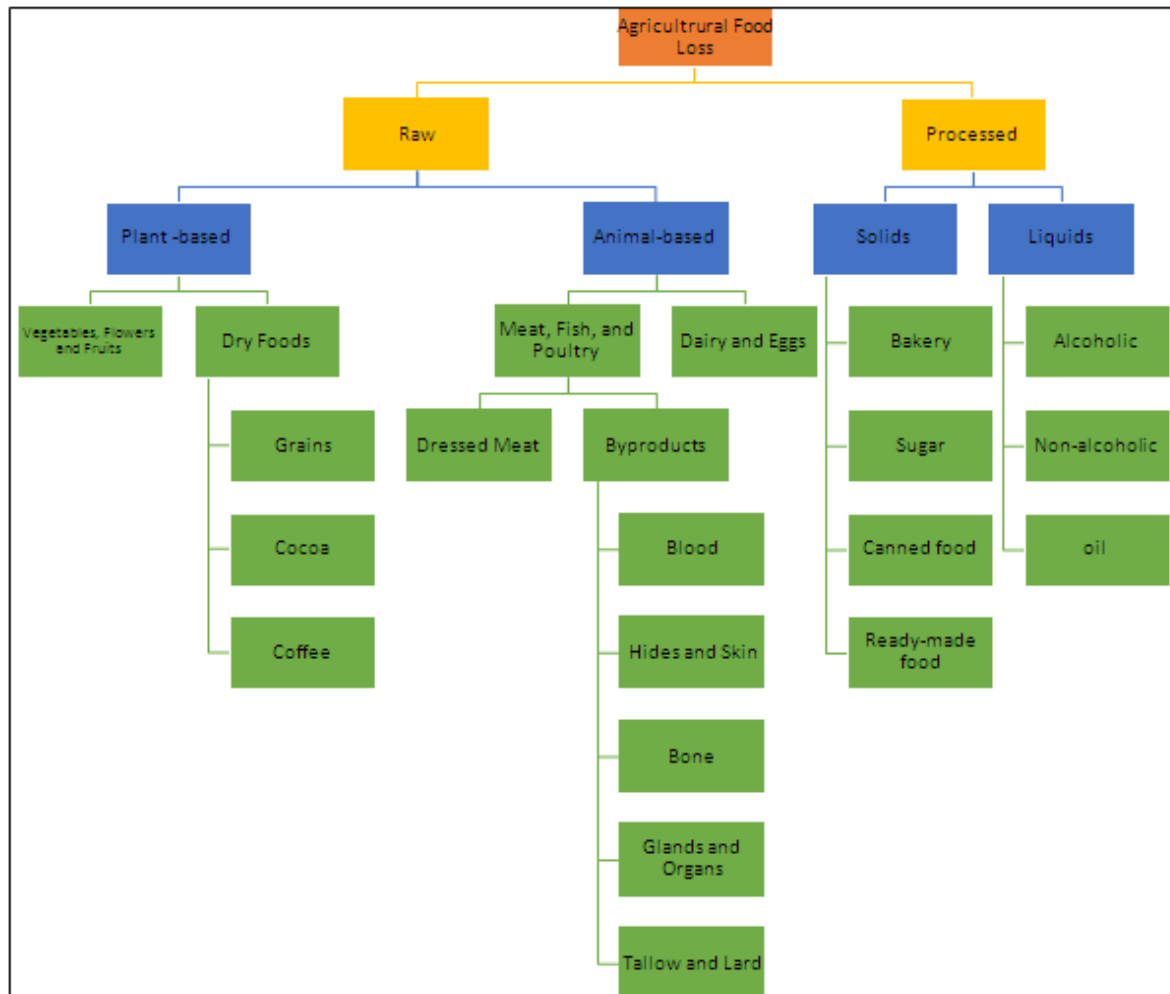 Agricultrural Food
Loss
Raw
Processed
Plant -based
Animal-based
Solids
Liquids
Vegetables, Flowers
and Fruits
Dry Foods
Meat, Fish, and
Poultry
Dairy and Eggs
Bakery
Alcoholic
Grains
Dressed Meat
Byproducts
Sugar
Non-alcoholic
Cocoa
Blood
Canned food
oil
Coffee
Hides and Skin
Ready-made
food
Bone
Glands and
Organs
Tallow and Lard